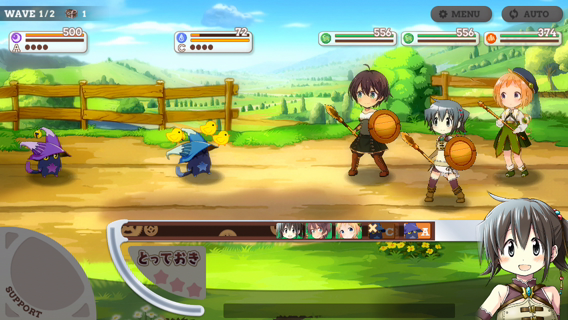 WAVE 1/2 1
MENU
AUTO
500
A
72
C
556
556
374
C A
とっておき
SUPPORT